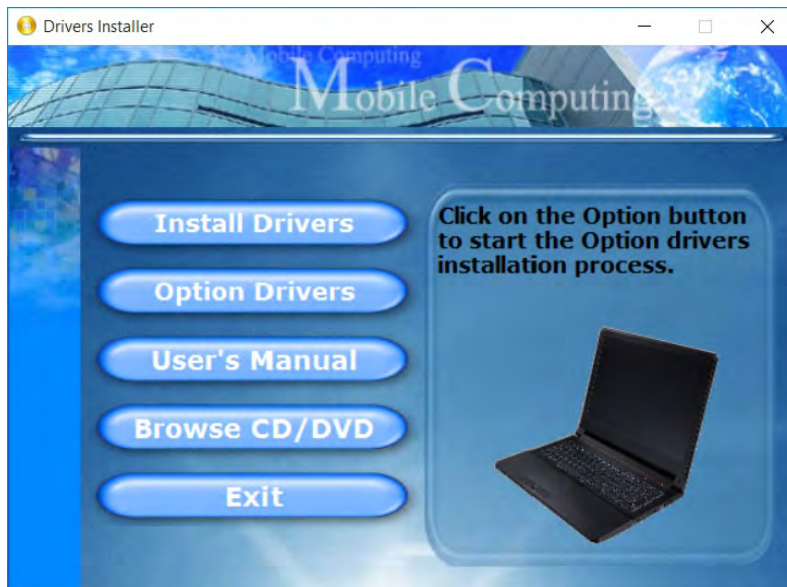 Drivers Installer
Mobile Computing
Mobile Computing
Install Drivers
Option Drivers
User's Manual
Browse CD/DVD
Exit
Click on the Option button
to start the Option drivers
installation process.